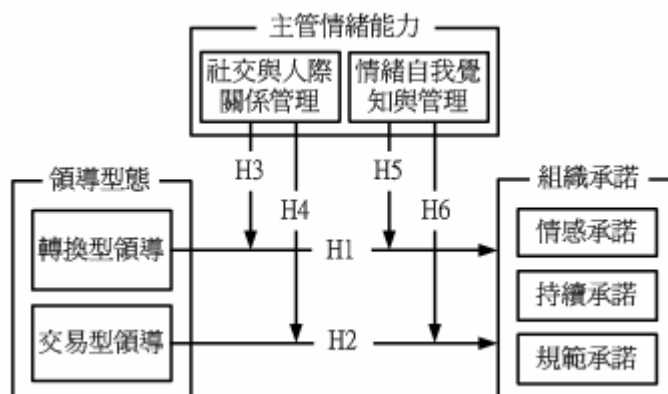 主管情緒能力
社交與人際
關係管理
情緒自我覺
知與管理
H3
H4
H5
H6
領導型態
轉換型領導
交易型領導
H1
H2
組織承諾
情感承諾
持續承諾
規範承諾